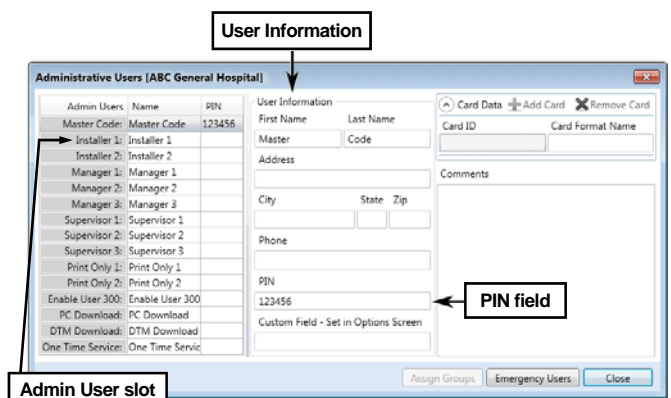 User Information
Administrative Users [ABC General Hospital]
Admin Users Name PIN
Master Code: Master Code 123456
Installer 1: Installer 1
Installer 2: Installer 2
Manager 1: Manager 1
Manager 2: Manager 2
Manager 3: Manager 3
Supervisor 1: Supervisor 1
Supervisor 2: Supervisor 2
Supervisor 3: Supervisor 3
Print Only 1: Print Only 1
Print Only 2: Print Only 2
Enable User 300: Enable User 300
PC Download: PC Download
DTM Download: DTM Download
One Time Service: One Time Servic
User Information
First Name Last Name
Master Code
Address
City State Zip
Phone
PIN
123456
Custom Field - Set in Options Screen
Card Data Add Card Remove Card
Card ID Card Format Name
Comments
PIN field
Assign Groups Emergency Users Close
Admin User slot